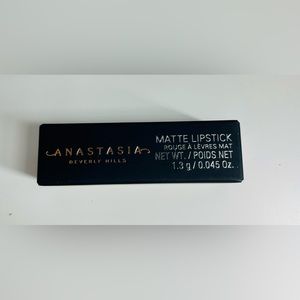 ANASTASIA
BEVERLY HILLS
MATTE LIPSTICK
ROUGE À LÈVRES MAT
NET WT. / POIDS NET
1.3 g / 0.045 Oz.